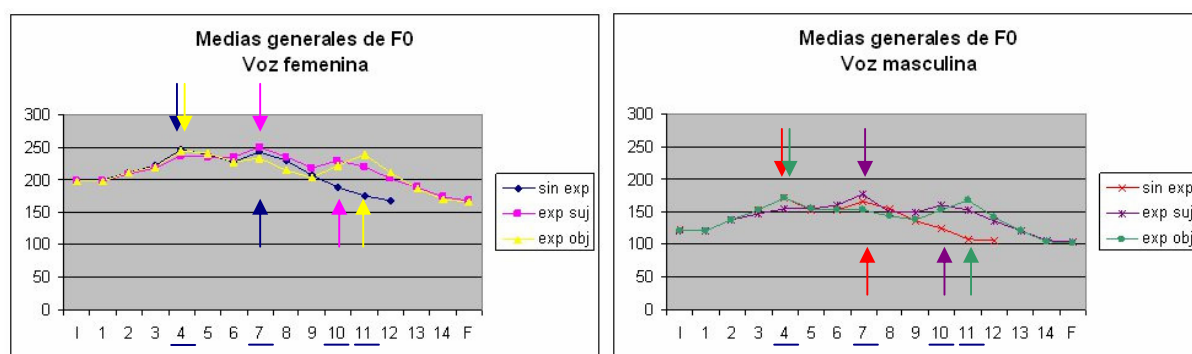 Medias generales de F0
Voz femenina
300
250
200
150
100
50
0
I 1 2 3 4 5 6 7 8 9 10 11 12 13 14 F
sin exp
exp suj
exp obj
Medias generales de F0
Voz masculina
300
250
200
150
100
50
0
I 1 2 3 4 5 6 7 8 9 10 11 12 13 14 F
sin exp
exp suj
exp obj